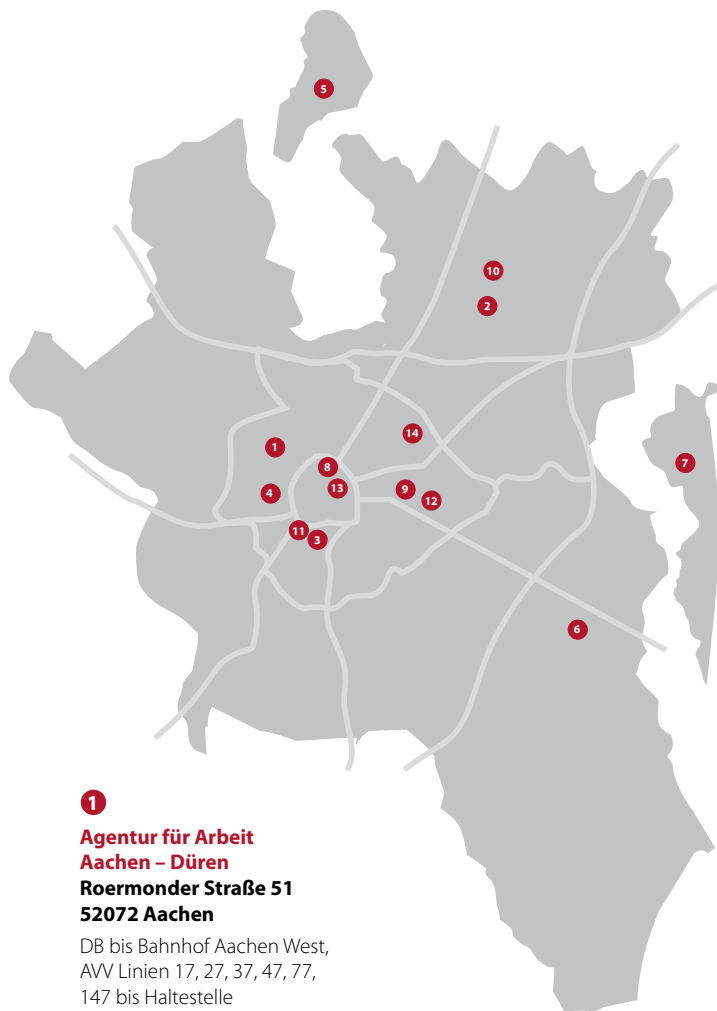 5
10
2
14
1
8
7
4
13
9
12
11
3
6
1
Agentur für Arbeit
Aachen – Düren
Roermonder Straße 51
52072 Aachen
DB bis Bahnhof Aachen West,
AVV Linien 17, 27, 37, 47, 77,
147 bis Haltestelle